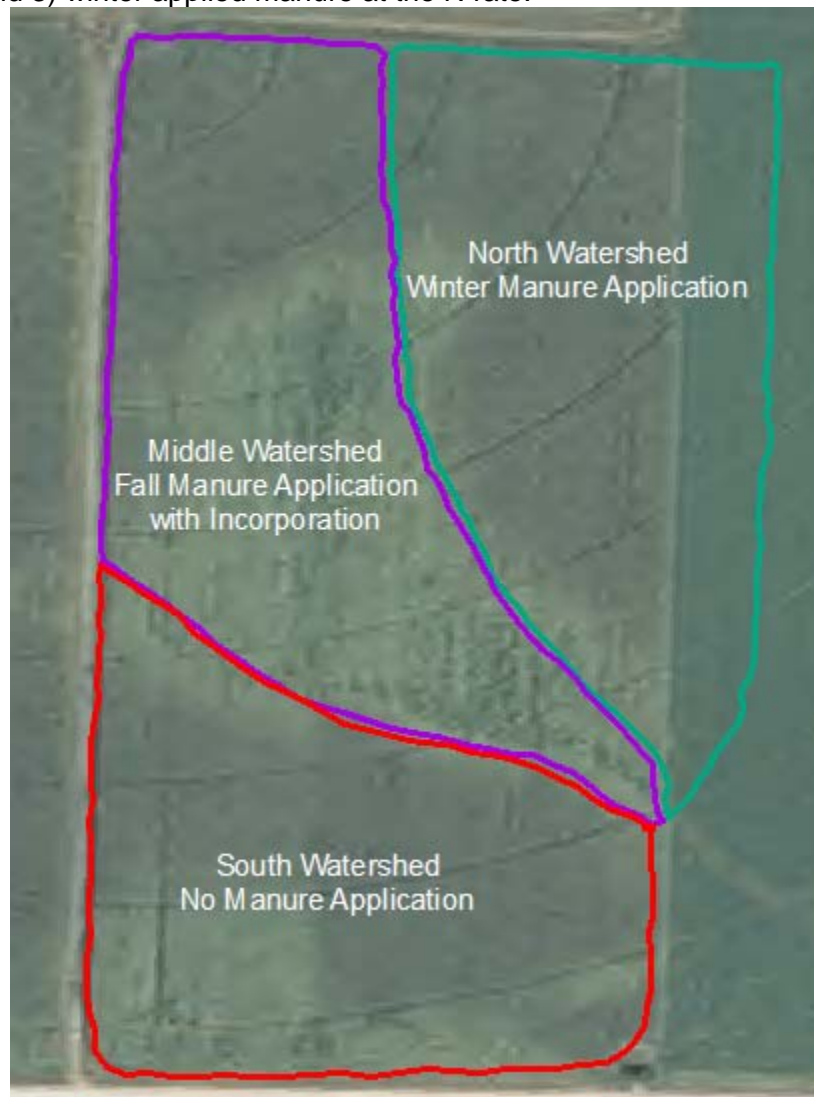 North Watershed
Winter Manure Application
Middle Watershed
Fall Manure Application
with Incorporation
South Watershed
No Manure Application